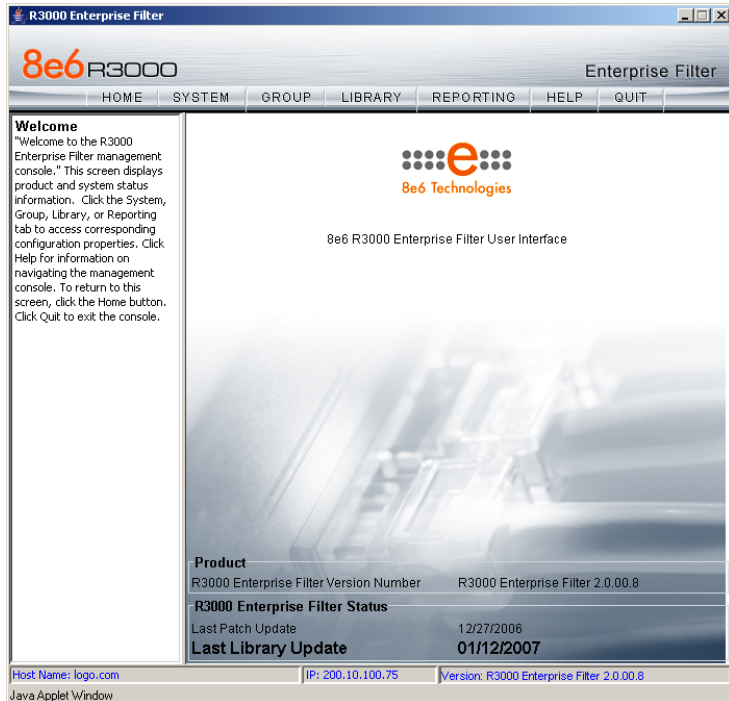 R3000 Enterprise Filter
8e6 R3000
Enterprise Filter
HOME SYSTEM GROUP LIBRARY REPORTING HELP QUIT
Welcome
"Welcome to the R3000
Enterprise Filter management
console." This screen displays
product and system status
information. Click the System,
Group, Library, or Reporting
tab to access corresponding
configuration properties. Click
Help for information on
navigating the management
console. To return to this
screen, click the Home button.
Click Quit to exit the console.
e
8e6 Technologies
8e6 R3000 Enterprise Filter User Interface
Product
R3000 Enterprise Filter Version Number R3000 Enterprise Filter 2.0.00.8
R3000 Enterprise Filter Status
Last Patch Update 12/27/2006
Last Library Update 01/12/2007
Host Name: logo.com IP: 200.10.100.75 Version: R3000 Enterprise Filter 2.0.00.8
Java Applet Window